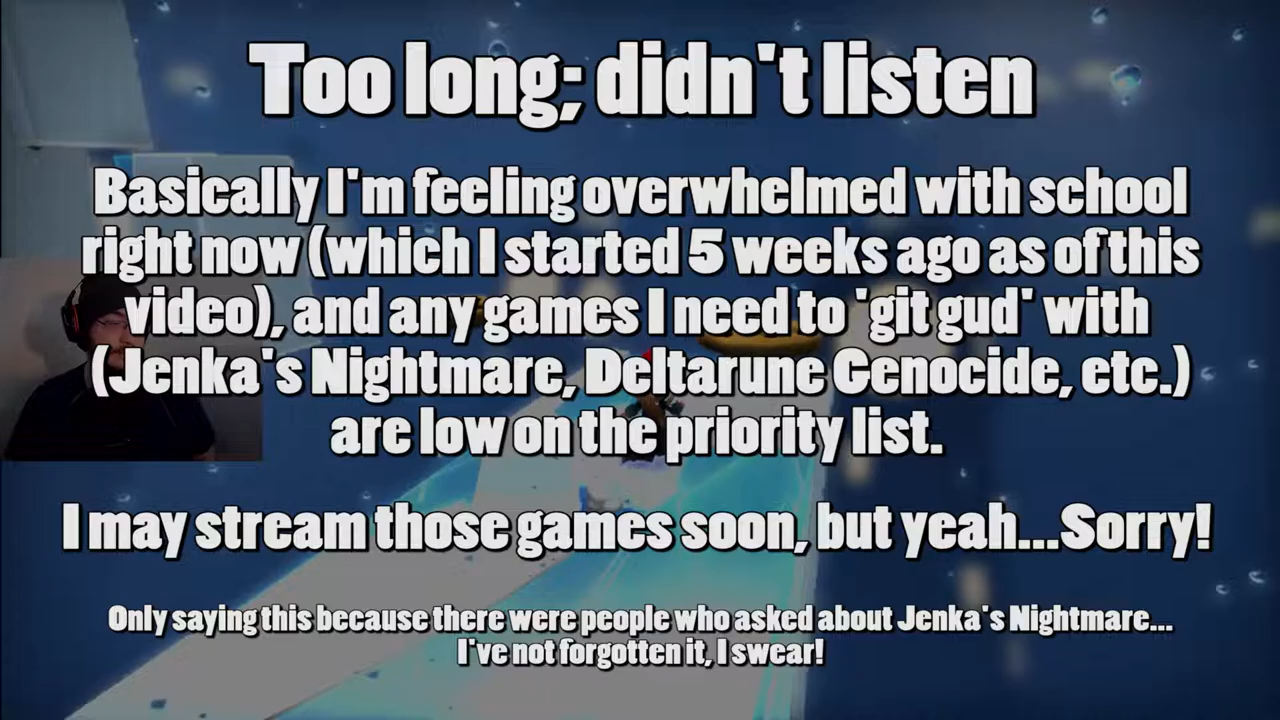 Too long; didn't listen
Basically I'm feeling overwhelmed with school
right now (which I started 5 weeks ago as of this
video), and any games I need to 'git gud' with
(Jenka's Nightmare, Deltarune Genocide, etc.)
are low on the priority list.
I may stream those games soon, but yeah...Sorry!
Only saying this because there were people who asked about Jenka's Nightmare...
I've not forgotten it, I swear!